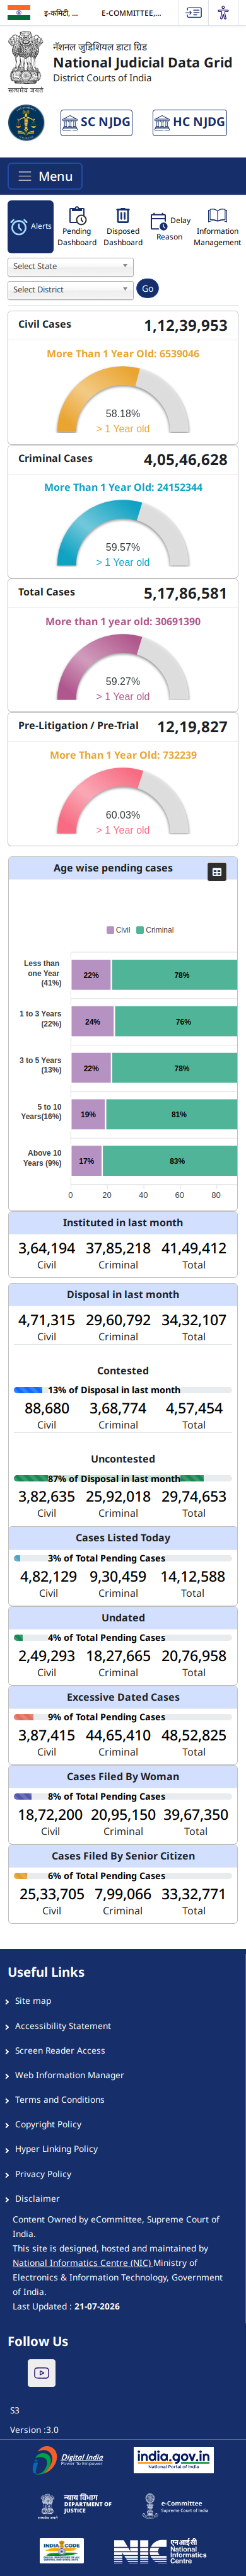 इ-कमिटी, ...
E-COMMITTEE,...
सत्यमेव जयते
नॅशनल जुडिशियल डाटा ग्रिड
National Judicial Data Grid
District Courts of India
SC NJDG
HC NJDG
Menu
Alerts
Pending Dashboard
Disposed Dashboard
Delay Reason
Information Management
Select State
Select District
Go
Civil Cases
1,12,39,953
More Than 1 Year Old: 6539046
58.18%
> 1 Year old
Criminal Cases
4,05,46,628
More Than 1 Year Old: 24152344
59.57%
> 1 Year old
Total Cases
5,17,86,581
More than 1 year old: 30691390
59.27%
> 1 Year old
Pre-Litigation / Pre-Trial
12,19,827
More Than 1 Year Old: 732239
60.03%
> 1 Year old
Age wise pending cases
Civil
Criminal
Less than
one Year
(41%)
22%
78%
1 to 3 Years
(22%)
24%
76%
3 to 5 Years
(13%)
22%
78%
5 to 10
Years(16%)
19%
81%
Above 10
Years (9%)
17%
83%
0 20 40 60 80
Instituted in last month
3,64,194 37,85,218 41,49,412
Civil Criminal Total
Disposal in last month
4,71,315 29,60,792 34,32,107
Civil Criminal Total
Contested
13% of Disposal in last month
88,680 3,68,774 4,57,454
Civil Criminal Total
Uncontested
87% of Disposal in last month
3,82,635 25,92,018 29,74,653
Civil Criminal Total
Cases Listed Today
3% of Total Pending Cases
4,82,129 9,30,459 14,12,588
Civil Criminal Total
Undated
4% of Total Pending Cases
2,49,293 18,27,665 20,76,958
Civil Criminal Total
Excessive Dated Cases
9% of Total Pending Cases
3,87,415 44,65,410 48,52,825
Civil Criminal Total
Cases Filed By Woman
8% of Total Pending Cases
18,72,200 20,95,150 39,67,350
Civil Criminal Total
Cases Filed By Senior Citizen
6% of Total Pending Cases
25,33,705 7,99,066 33,32,771
Civil Criminal Total
Useful Links
Site map
Accessibility Statement
Screen Reader Access
Web Information Manager
Terms and Conditions
Copyright Policy
Hyper Linking Policy
Privacy Policy
Disclaimer
Content Owned by eCommittee, Supreme Court of
India.
This site is designed, hosted and maintained by
National Informatics Centre (NIC) Ministry of
Electronics & Information Technology, Government
of India.
Last Updated : 21-07-2026
Follow Us
S3
Version :3.0
Digital India
Power To Empower
india.gov.in
National Portal of India
न्याय विभाग
DEPARTMENT OF
JUSTICE
e-Committee
Supreme Court of India
INDIA CODE
NIC
एन आई सी
National
Informatics
Centre